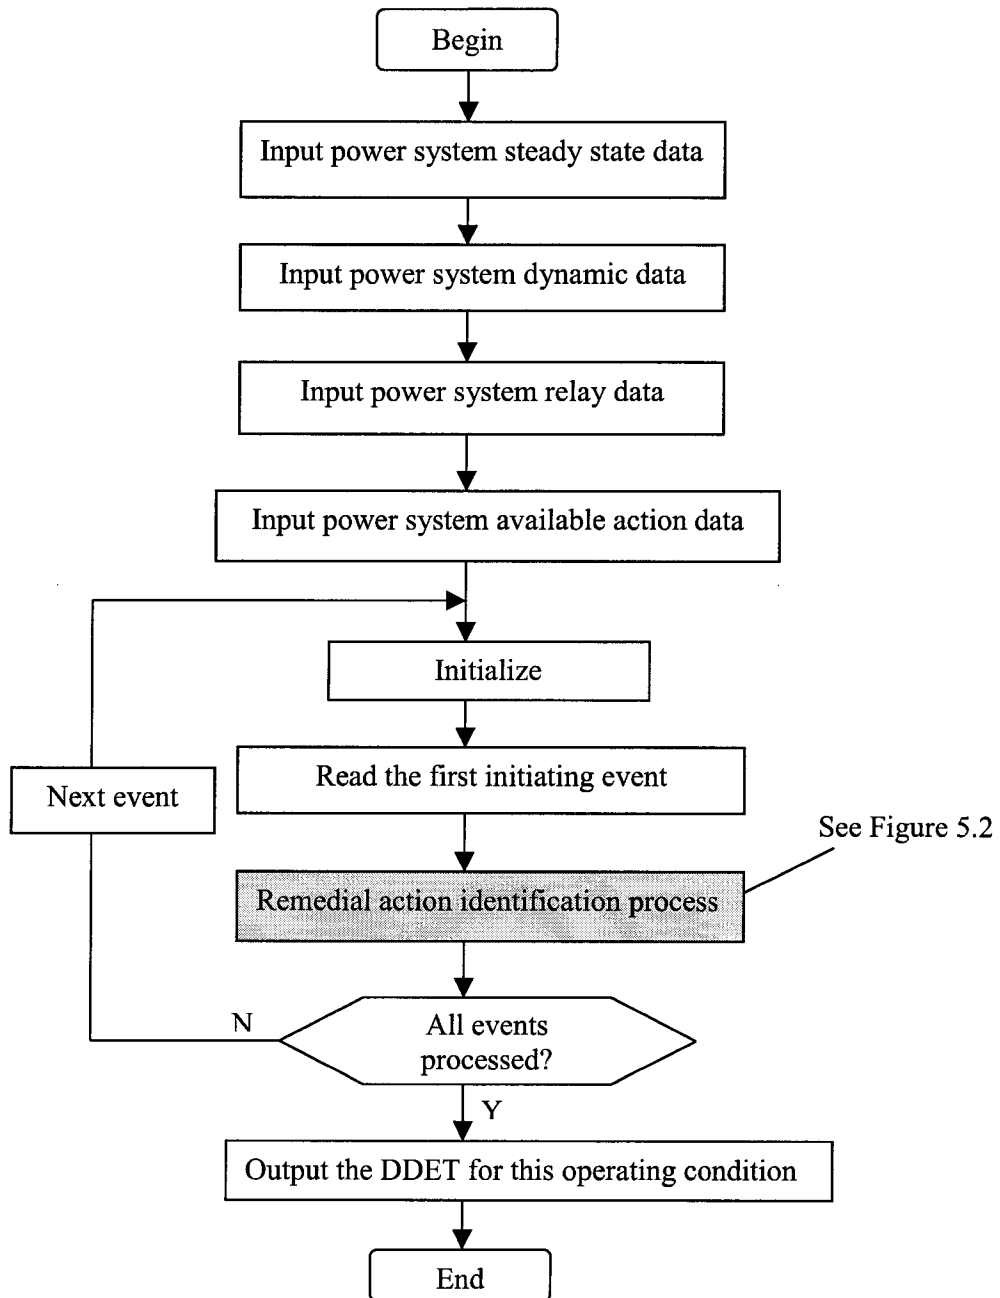 Begin
Input power system steady state data
Input power system dynamic data
Input power system relay data
Input power system available action data
Initialize
Next event
Read the first initiating event
See Figure 5.2
Remedial action identification process
N
All events
processed?
Y
Output the DDET for this operating condition
End